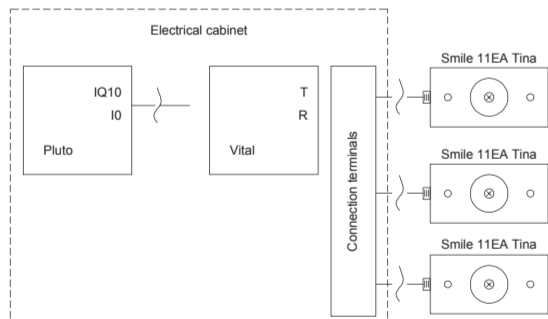 Electrical cabinet
Smile 11EA Tina
IQ10
I0
Pluto
T
R
Vital
Connection terminals
Smile 11EA Tina
Smile 11EA Tina